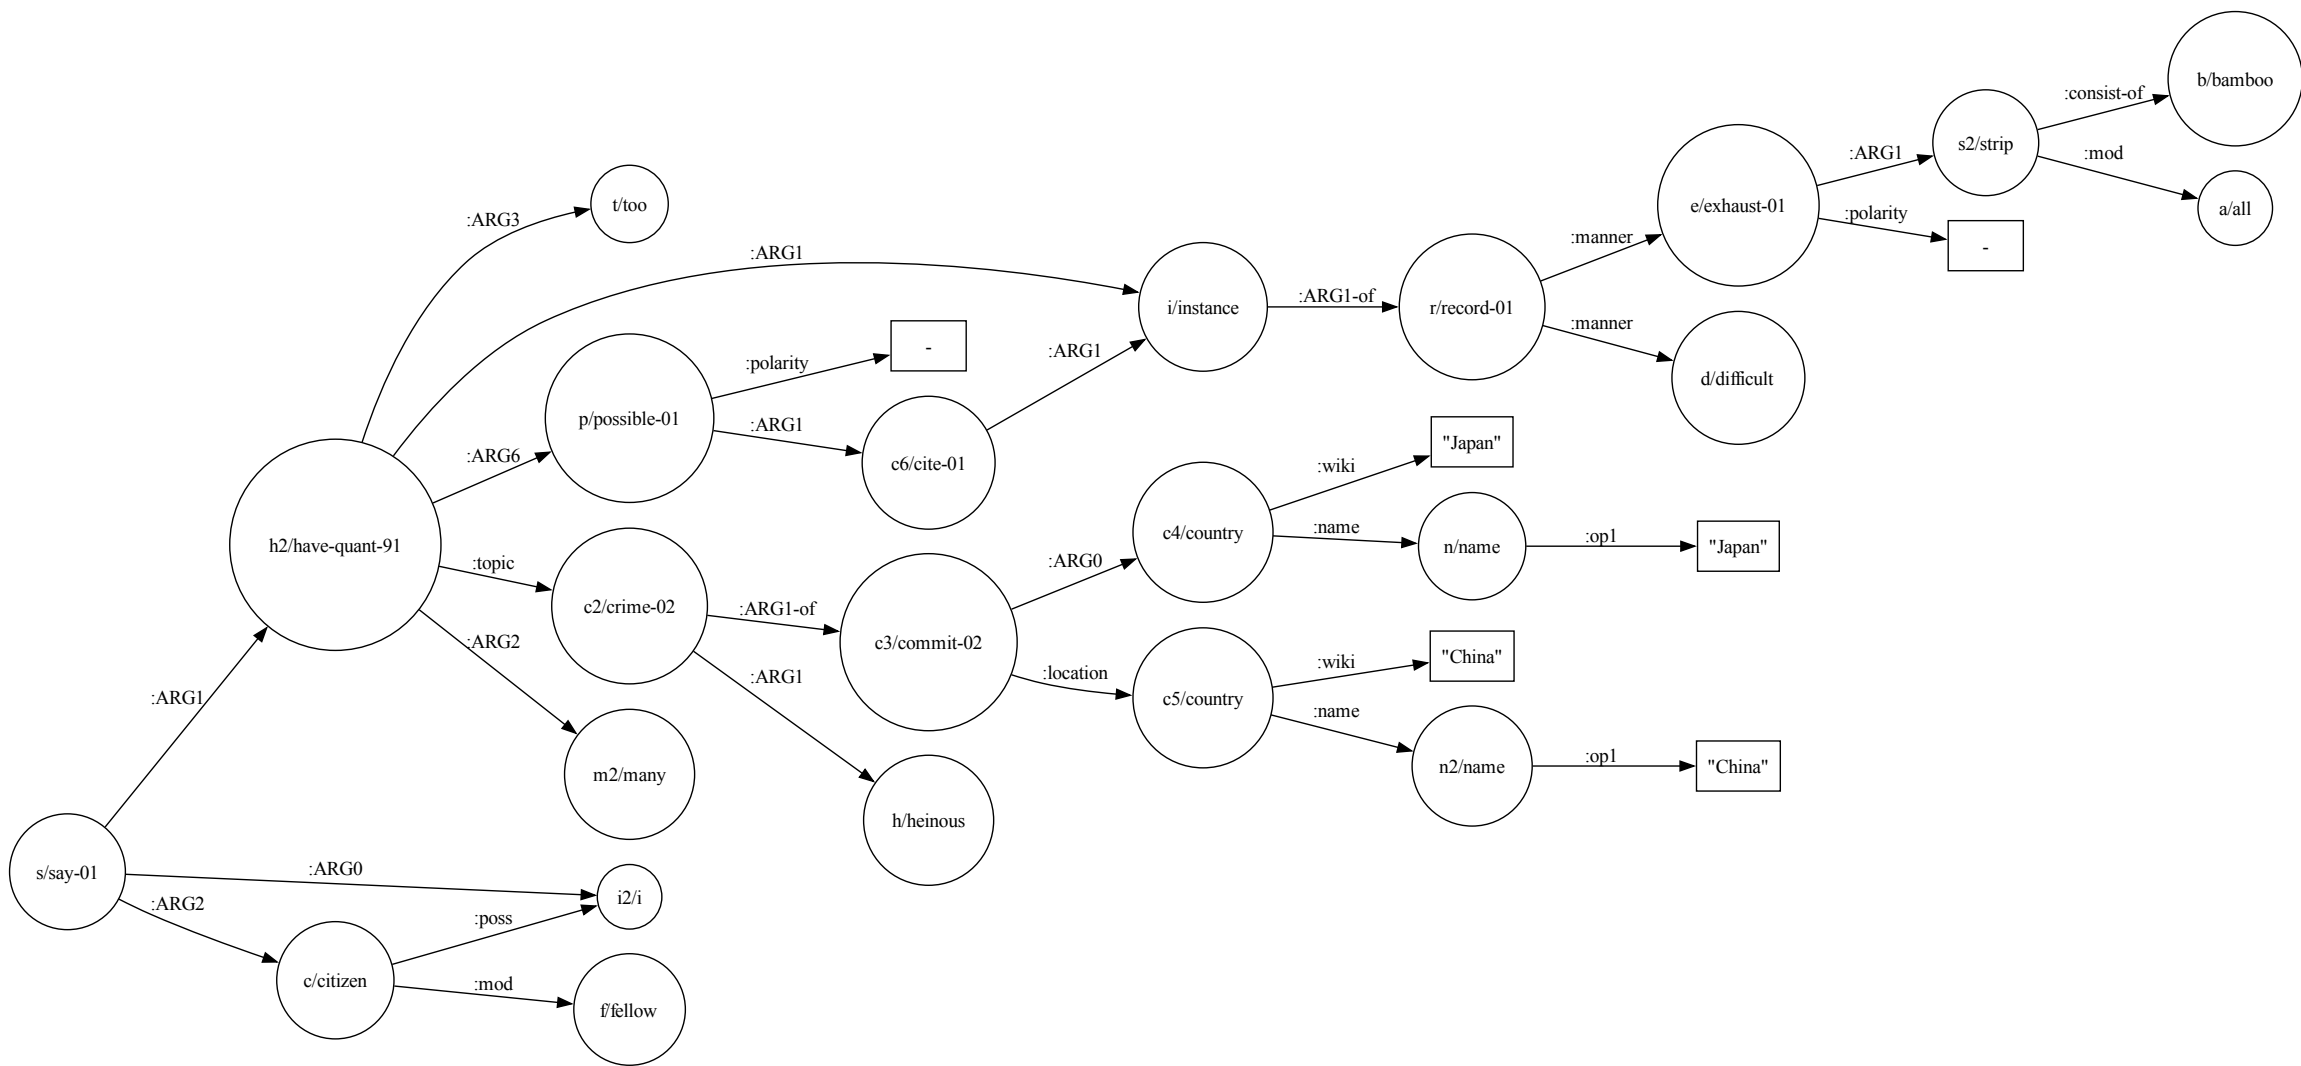 b/bamboo
:consist-of
s2/strip
:mod
:ARG1
a/all
t/too
e/exhaust-01
:polarity
:ARG3
-
:manner
:ARG1
i/instance
:ARG1-of
r/record-01
:manner
-
:ARG1
d/difficult
:polarity
p/possible-01
:ARG1
"Japan"
:ARG6
c6/cite-01
:wiki
c4/country
:name
h2/have-quant-91
n/name
:op1
"Japan"
:ARG0
:topic
c2/crime-02
:ARG1-of
c3/commit-02
:ARG2
"China"
:wiki
:location
:ARG1
c5/country
:ARG1
:name
n2/name
:op1
"China"
m2/many
h/heinous
s/say-01
:ARG0
i2/i
:ARG2
:poss
c/citizen
:mod
f/fellow